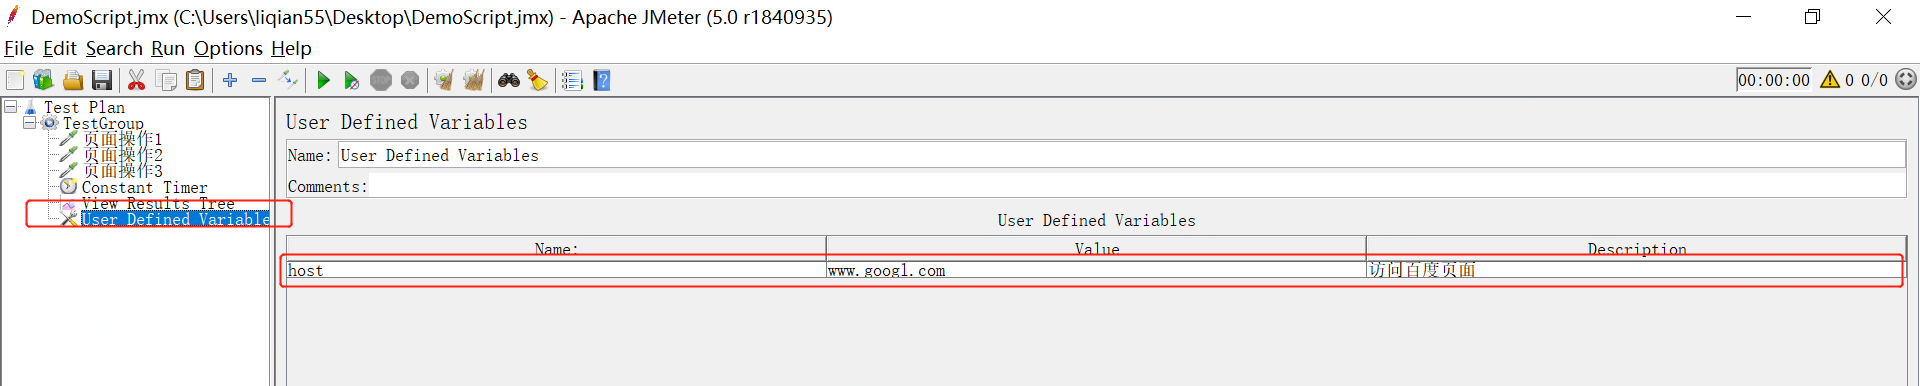 DemoScript.jmx (C:\Users\liqian55\Desktop\DemoScript.jmx) - Apache JMeter (5.0 r1840935)
File Edit Search Run Options Help
STOP
00:00:00 0 0/0
Test Plan
TestGroup
页面操作1
页面操作2
页面操作3
Constant Timer
View Results Tree
User Defined Variable
User Defined Variables
Name: User Defined Variables
Comments:
User Defined Variables
Name: Value Description
host www.googl.com 访问百度页面